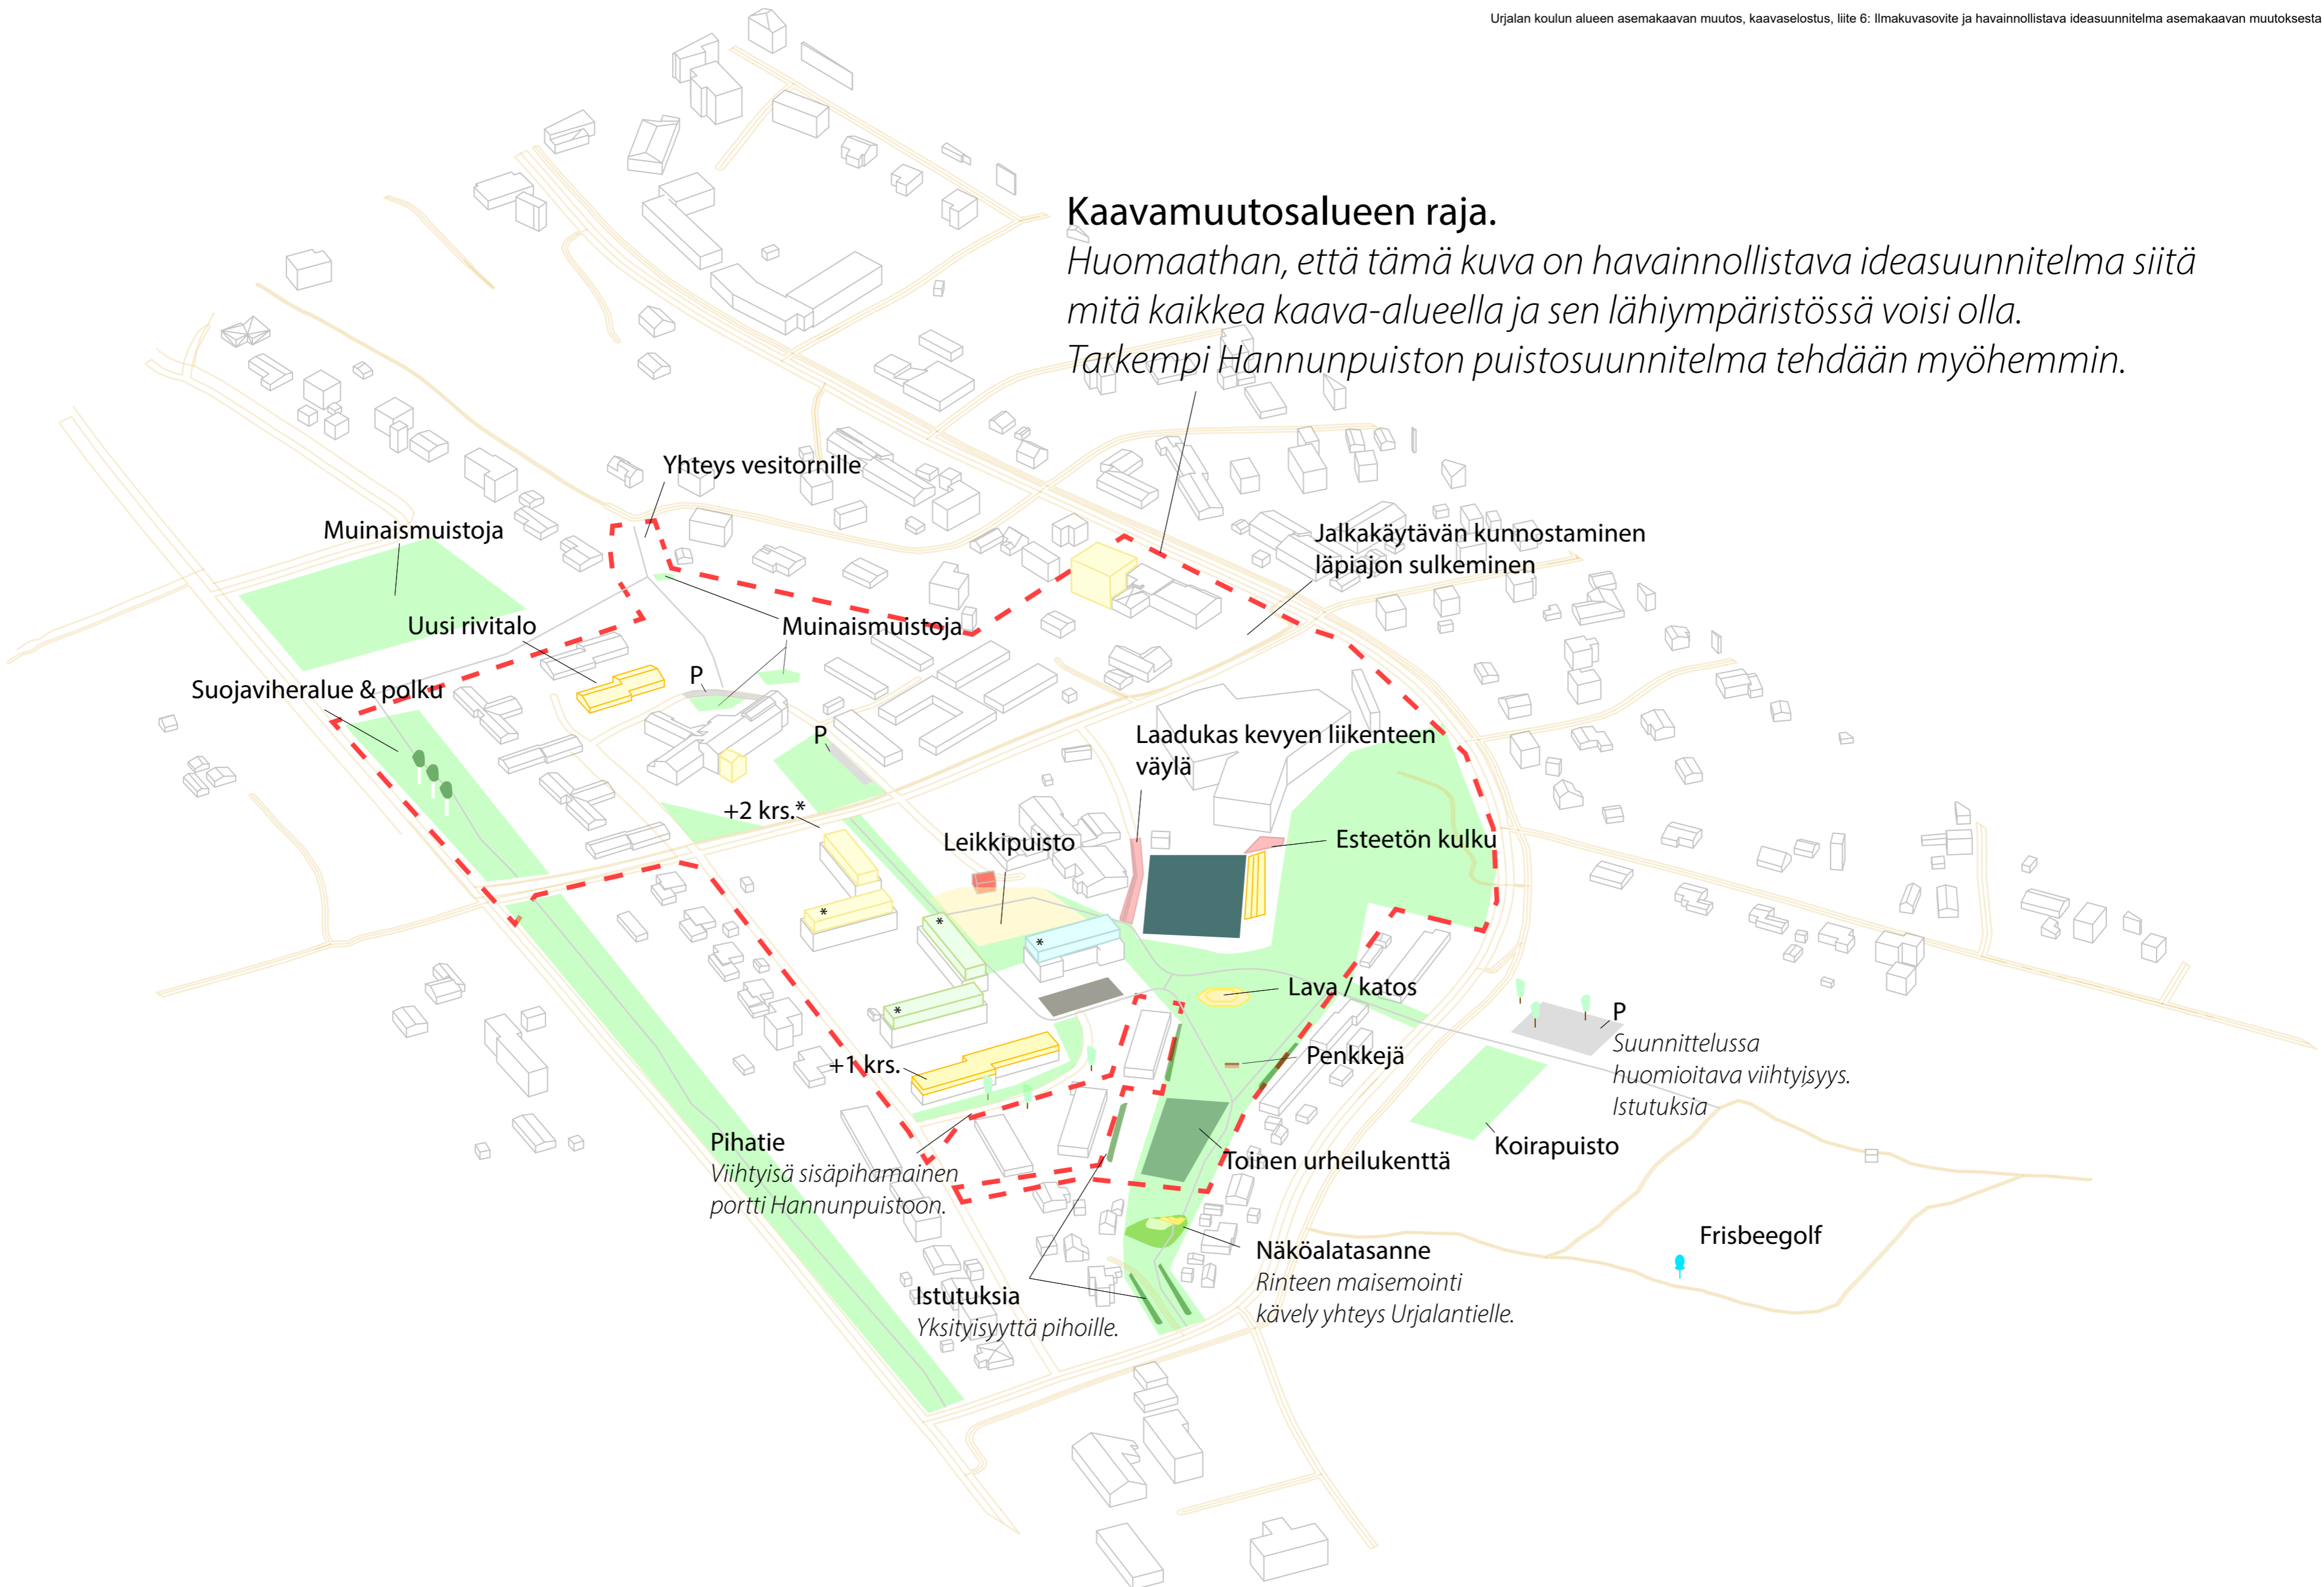 Urjalan koulun alueen asemakaavan muutos, kaavaselostus, liite 6: Ilmakuvasovite ja havainnollistava ideasuunnitelma asemakaavan muutoksesta
Kaavamuutosalueen raja.
Huomaathan, että tämä kuva on havainnollistava ideasuunnitelma siitä
mitä kaikkea kaava-alueella ja sen lähiympäristössä voisi olla.
Tarkempi Hannunpuiston puistosuunnitelma tehdään myöhemmin.
Yhteys vesitornille
Muinaismuistoja
Jalkakäytävän kunnostaminen
läpiajon sulkeminen
Uusi rivitalo
Muinaismuistoja
P
Suojaviheralue & polku
P
Laadukas kevyen liikenteen
väylä
+2 krs.*
Leikkipuisto
Esteetön kulku
*
*
*
Lava / katos
*
P
Suunnittelussa
huomioitava viihtyisyys.
Istutuksia
Penkkejä
+1 krs.
Pihatie
Viihtyisä sisäpihamainen
portti Hannunpuistoon.
Toinen urheilukenttä
Koirapuisto
Frisbeegolf
Näköalatasanne
Rinteen maisemointi
kävely yhteys Urjalantielle.
Istutuksia
Yksityisyyttä pihoille.